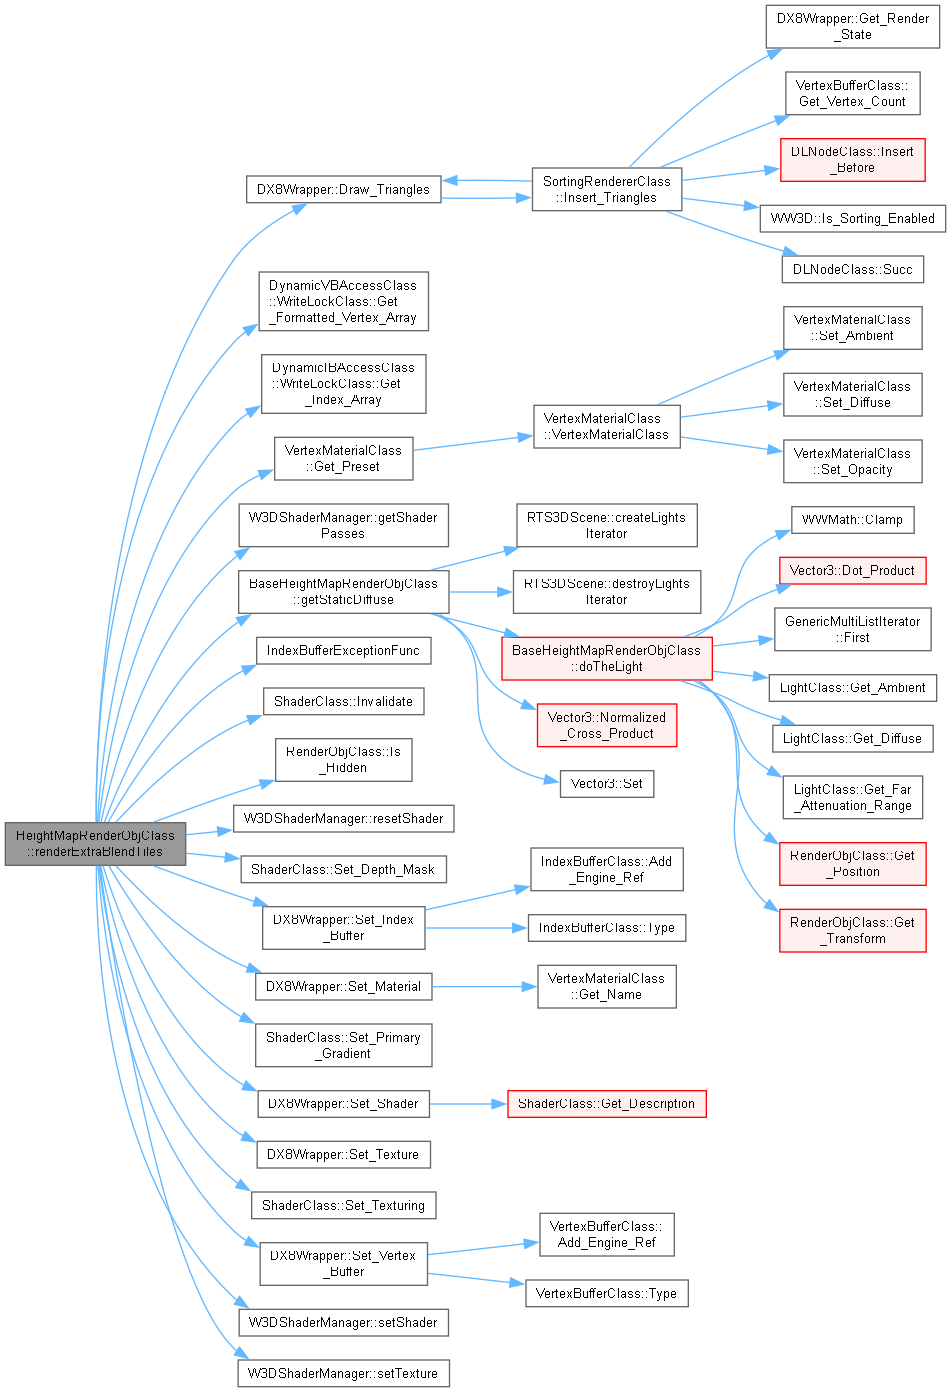 DX8Wrapper::Get_Render
_State
VertexBufferClass::
Get_Vertex_Count
DLNodeClass::Insert
_Before
DX8Wrapper::Draw_Triangles
SortingRendererClass
::Insert_Triangles
WW3D::Is_Sorting_Enabled
DLNodeClass::Succ
DynamicVBAccessClass
::WriteLockClass::Get
_Formatted_Vertex_Array
VertexMaterialClass
::Set_Ambient
DynamicIBAccessClass
::WriteLockClass::Get
_Index_Array
VertexMaterialClass
::Set_Diffuse
VertexMaterialClass
::VertexMaterialClass
VertexMaterialClass
::Get_Preset
VertexMaterialClass
::Set_Opacity
W3DShaderManager::getShader
Passes
RTS3DScene::createLights
Iterator
WWMath::Clamp
BaseHeightMapRenderObjClass
::getStaticDiffuse
RTS3DScene::destroyLights
Iterator
Vector3::Dot_Product
GenericMultiListIterator
::First
IndexBufferExceptionFunc
BaseHeightMapRenderObjClass
::doTheLight
LightClass::Get_Ambient
ShaderClass::Invalidate
Vector3::Normalized
_Cross_Product
LightClass::Get_Diffuse
RenderObjClass::Is
_Hidden
Vector3::Set
LightClass::Get_Far
_Attenuation_Range
W3DShaderManager::resetShader
HeightMapRenderObjClass
::renderExtraBlendTiles
RenderObjClass::Get
_Position
ShaderClass::Set_Depth_Mask
IndexBufferClass::Add
_Engine_Ref
DX8Wrapper::Set_Index
_Buffer
IndexBufferClass::Type
RenderObjClass::Get
_Transform
DX8Wrapper::Set_Material
VertexMaterialClass
::Get_Name
ShaderClass::Set_Primary
_Gradient
DX8Wrapper::Set_Shader
ShaderClass::Get_Description
DX8Wrapper::Set_Texture
ShaderClass::Set_Texturing
VertexBufferClass::
Add_Engine_Ref
DX8Wrapper::Set_Vertex
_Buffer
VertexBufferClass::Type
W3DShaderManager::setShader
W3DShaderManager::setTexture